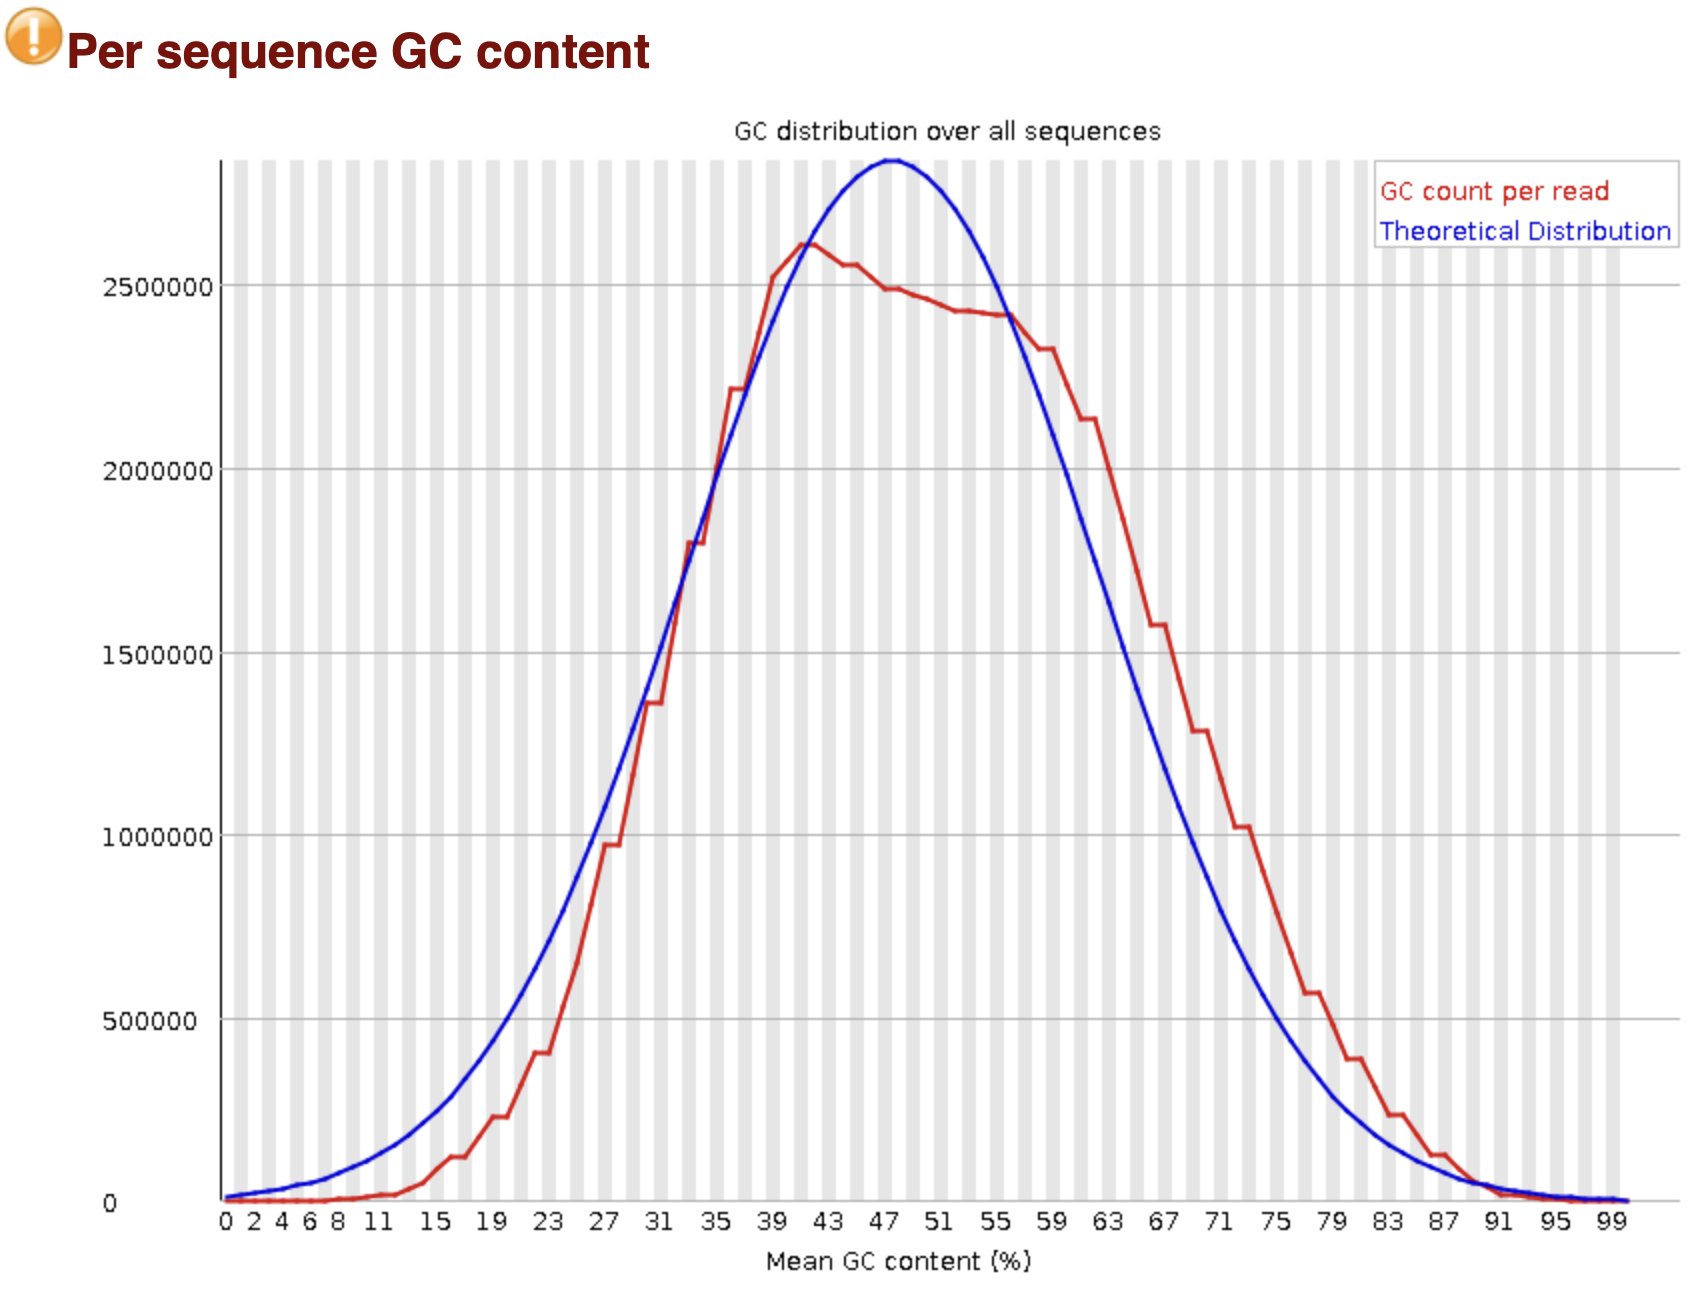 Per sequence GC content
GC distribution over all sequences
GC count per read
Theoretical Distribution
2500000
2000000
1500000
1000000
500000
0
0 2 4 6 8 11 15 19 23 27 31 35 39 43 47 51 55 59 63 67 71 75 79 83 87 91 95 99
Mean GC content (%)